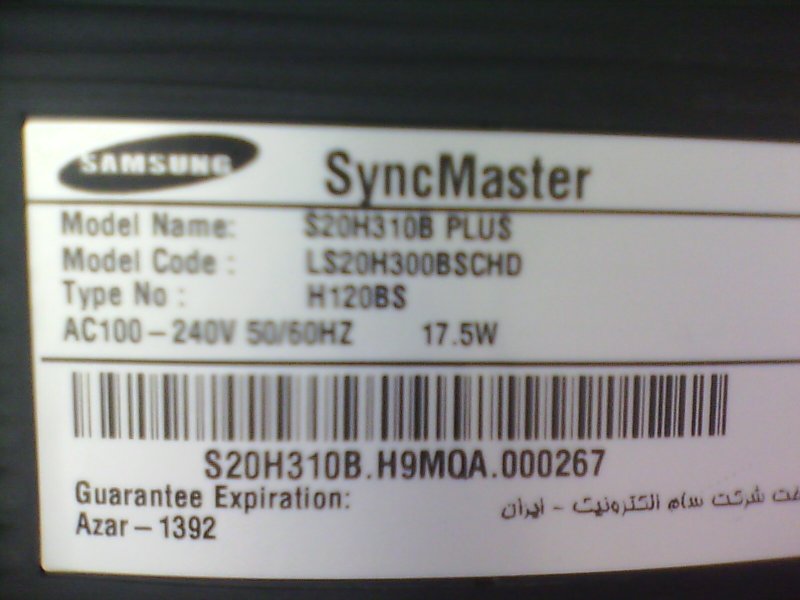 SAMSUNG SyncMaster
Model Name: S20H310B PLUS
Model Code : LS20H300BSCHD
Type No : H120BS
AC100-240V 50/60HZ 17.5W
S20H310B.H9MQA.000267
Guarantee Expiration:
شرکت سام الکترونیک - ایران
Azar-1392